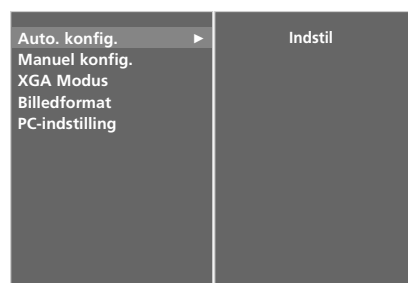 Auto. konfig. ►
Manuel konfig.
XGA Modus
Billedformat
PC-indstilling
Indstil